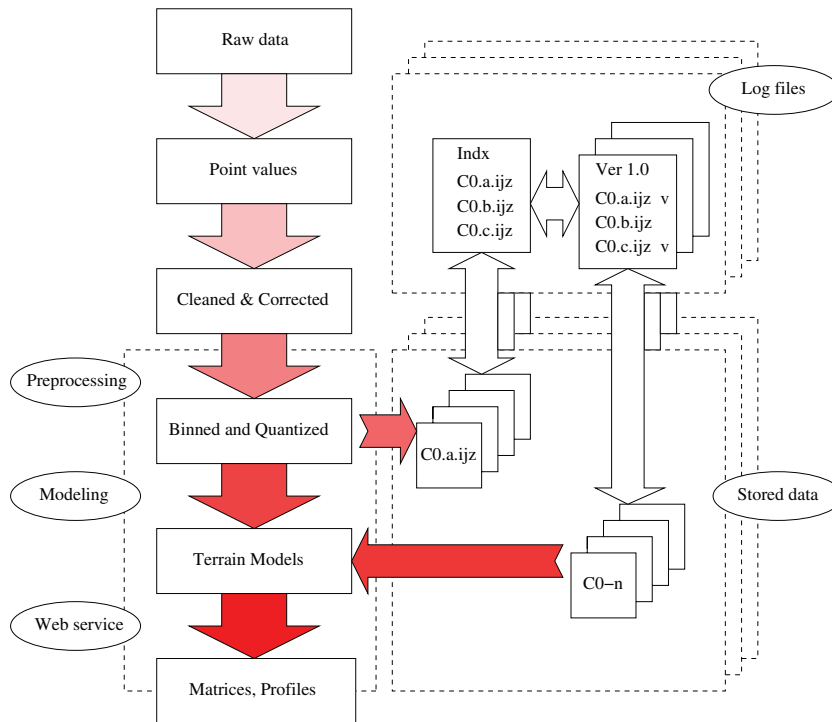 Raw data
Log files
Point values
Indx
C0.a.ijz
C0.b.ijz
C0.c.ijz
Ver 1.0
C0.a.ijz v
C0.b.ijz
C0.c.ijz v
Cleaned & Corrected
Preprocessing
Binned and Quantized
C0.a.ijz
Modeling
Stored data
Terrain Models
C0−n
Web service
Matrices, Profiles